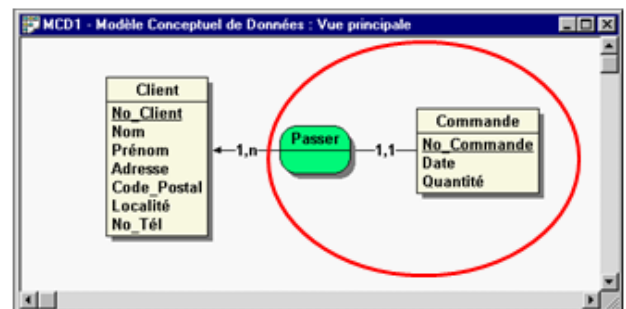 MCD1 - Modèle Conceptuel de Données : Vue principale
Client
No_Client
Nom
Prénom
Adresse
Code_Postal
Localité
No_Tél
1,n
Passer
1,1
Commande
No_Commande
Date
Quantité